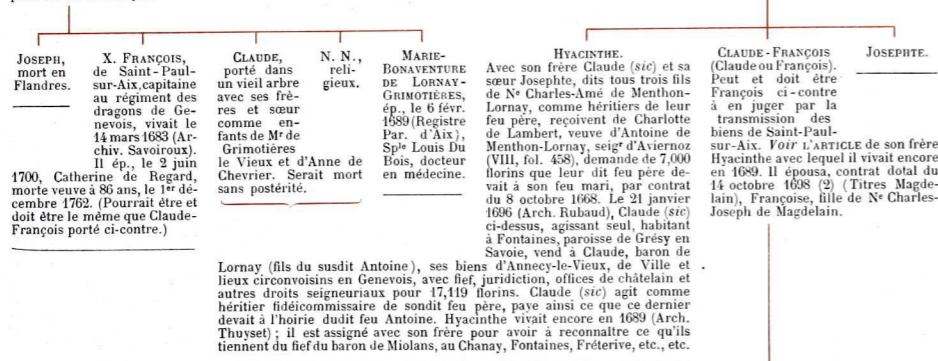 JOSEPH,
mort en
Flandres.
X. FRANÇOIS,
de Saint-Paul-
sur-Aix, capitaine
au régiment des
dragons de Ge-
nevois, vivait le
14 mars 1683 (Ar-
chiv. Savoiroux).
Il ép., le 2 juin
1700, Catherine de Regard,
morte veuve à 86 ans, le 1er dé-
cembre 1762. (Pourrait être et
doit être le même que Claude-
François porté ci-contre.)
CLAUDE,
porté dans
un vieil arbre
avec ses frè-
res et sœur
comme en-
fants de Mr de
Grimotières
le Vieux et d'Anne de
Chevrier. Serait mort
sans postérité.
N. N.,
reli-
gieux.
MARIE-
BONAVENTURE
DE LORNAY-
GRIMOTIÈRES,
ép., le 6 févr.
1689 (Registre
Par. d'Aix),
Sple Louis Du
Bois, docteur
en médecine.
HYACINTHE.
Avec son frère Claude (sic) et sa
sœur Josephte, dits tous trois fils
de Ne Charles-Amé de Menthon-
Lornay, comme héritiers de leur
feu père, reçoivent de Charlotte
de Lambert, veuve d'Antoine de
Menthon-Lornay, seigr d'Aviernoz
(VIII, fol. 458), demande de 7,000
florins que leur dit feu père de-
vait à son feu mari, par contrat
du 8 octobre 1668. Le 21 janvier
1696 (Arch. Rubaud), Claude (sic)
ci-dessus, agissant seul, habitant
à Fontaines, paroisse de Grésy en
Savoie, vend à Claude, baron de
Lornay (fils du susdit Antoine), ses biens d'Annecy-le-Vieux, de Ville et
lieux circonvoisins en Genevois, avec fief, juridiction, offices de châtelain et
autres droits seigneuriaux pour 17,119 florins. Claude (sic) agit comme
héritier fidéicommissaire de sondit feu père, paye ainsi ce que ce dernier
devait à l'hoirie dudit feu Antoine. Hyacinthe vivait encore en 1689 (Arch.
Thuyset) ; il est assigné avec son frère pour avoir à reconnaître ce qu'ils
tiennent du fief du baron de Miolans, au Chanay, Fontaines, Fréterive, etc., etc.
CLAUDE-FRANÇOIS
(Claude ou François).
Peut et doit être
François ci-contre
à en juger par la
transmission des
biens de Saint-Paul-
sur-Aix. Voir L'ARTICLE de son frère
Hyacinthe avec lequel il vivait encore
en 1689. Il épousa, contrat dotal du
14 octobre 1698 (2) (Titres Magde-
lain), Françoise, fille de Ne Charles-
Joseph de Magdelain.
JOSEPHTE.